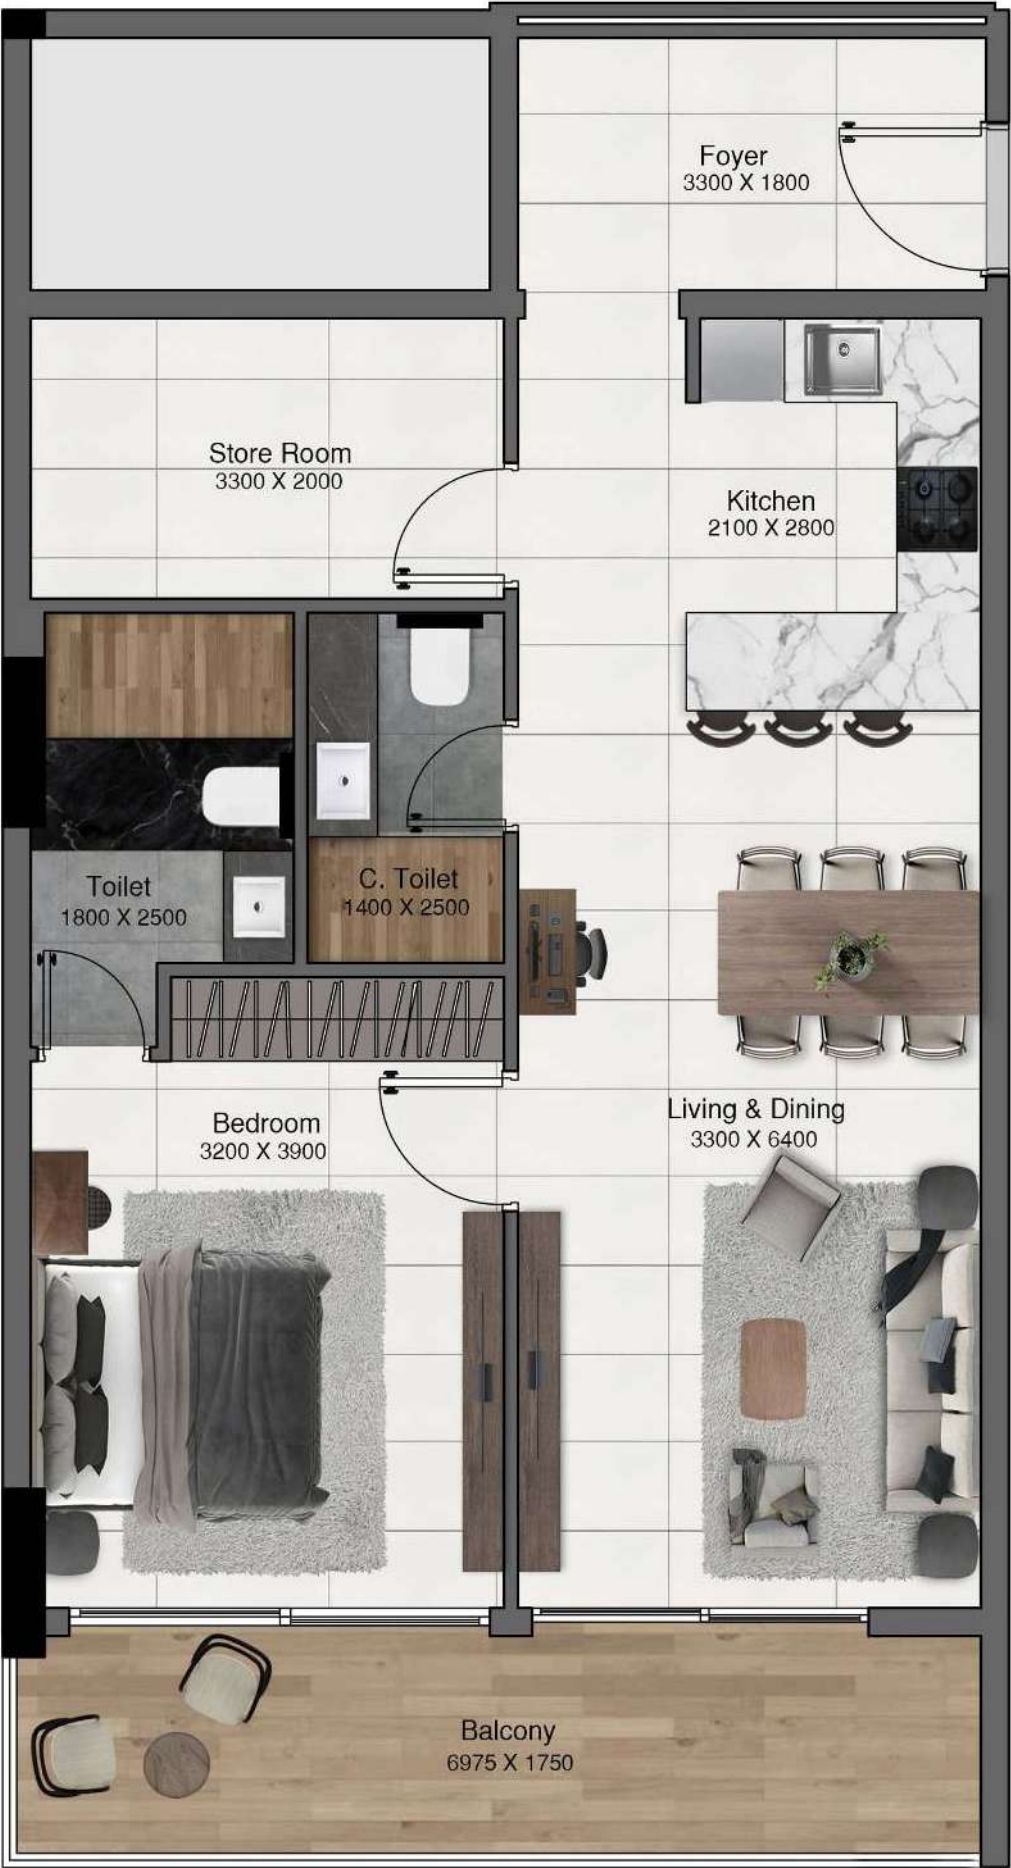 Foyer
3300 X 1800
Store Room
3300 X 2000
Kitchen
2100 X 2800
Toilet
1800 X 2500
C. Toilet
1400 X 2500
Bedroom
3200 X 3900
Living & Dining
3300 X 6400
Balcony
6975 X 1750